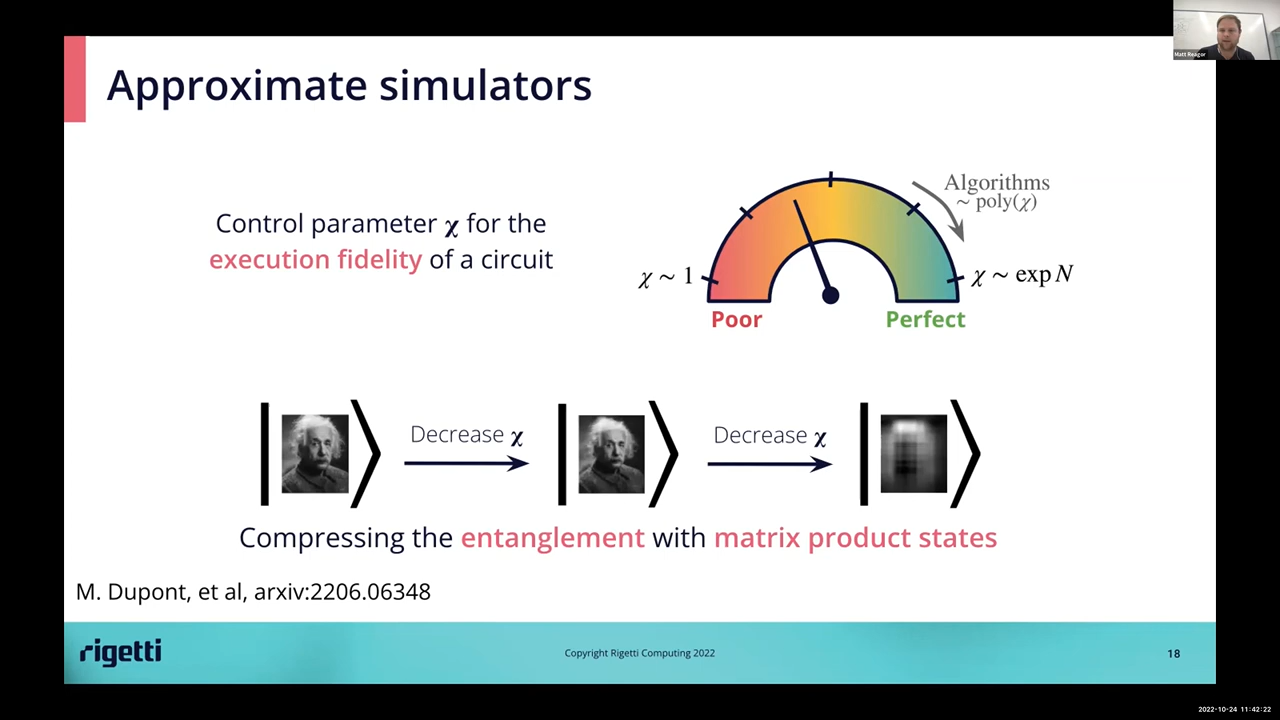 Matt Reagor
Approximate simulators
Control parameter χ for the
execution fidelity of a circuit
Algorithms
~ poly(χ)
χ ~ 1
χ ~ exp N
Poor
Perfect
Decrease χ
Decrease χ
Compressing the entanglement with matrix product states
M. Dupont, et al, arxiv:2206.06348
rigetti
Copyright Rigetti Computing 2022
18
2022-10-24 11:42:22